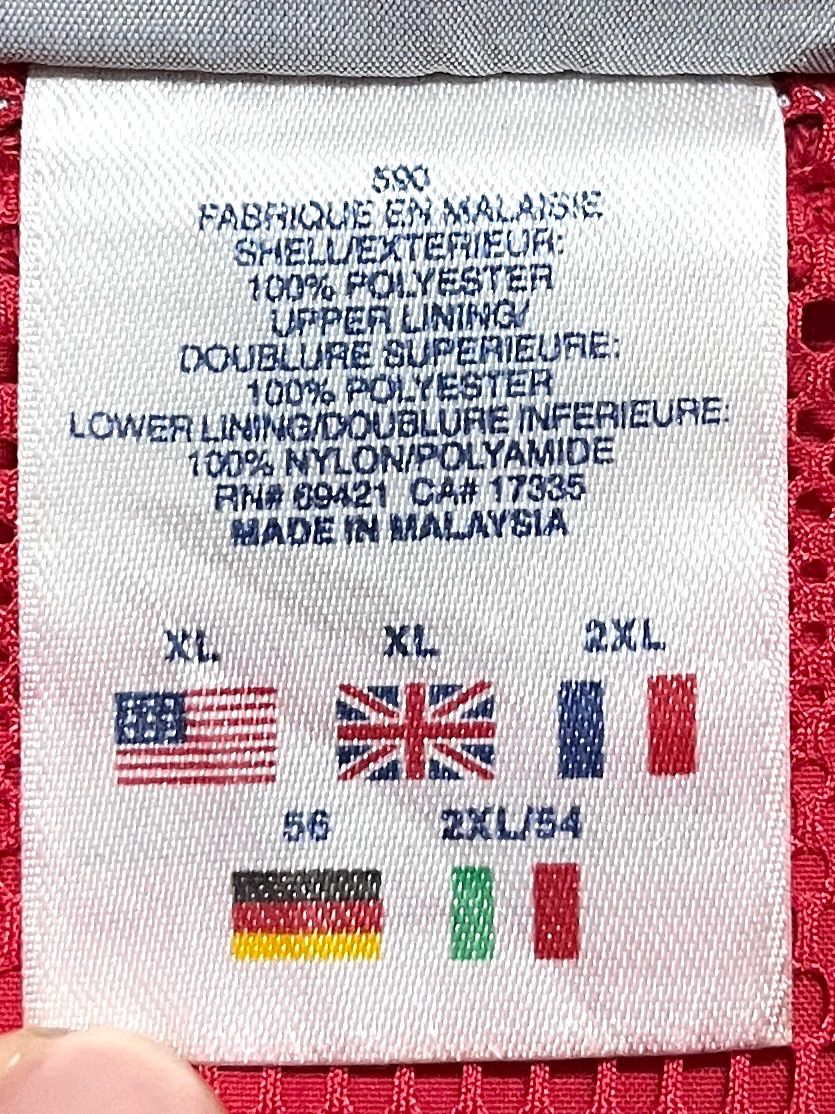 590
FABRIQUE EN MALAISIE
SHELL/EXTERIEUR:
100% POLYESTER
UPPER LINING/
DOUBLURE SUPERIEURE:
100% POLYESTER
LOWER LINING/DOUBLURE INFERIEURE:
100% NYLON/POLYAMIDE
RN# 69421 CA# 17335
MADE IN MALAYSIA
XL XL 2XL
56 2XL/54